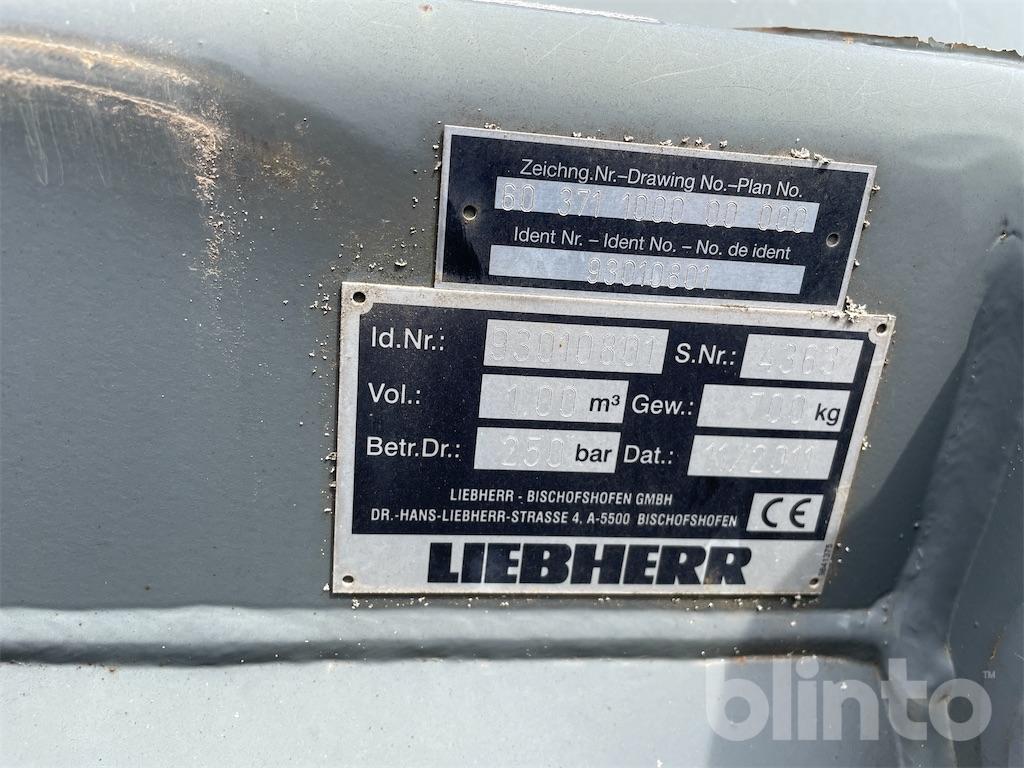 Zeichng.Nr.-Drawing No.-Plan No.
60 371 1000 00 000
Ident Nr. - Ident No. - No. de ident
93010801
Id.Nr.: 93010801 S.Nr.: 4363
Vol.: 1,00 m³ Gew.: 700 kg
Betr.Dr.: 250 bar Dat.: 11/2011
LIEBHERR - BISCHOFSHOFEN GMBH
DR.-HANS-LIEBHERR-STRASSE 4, A-5500 BISCHOFSHOFEN
CE
LIEBHERR
9641375
blinto™